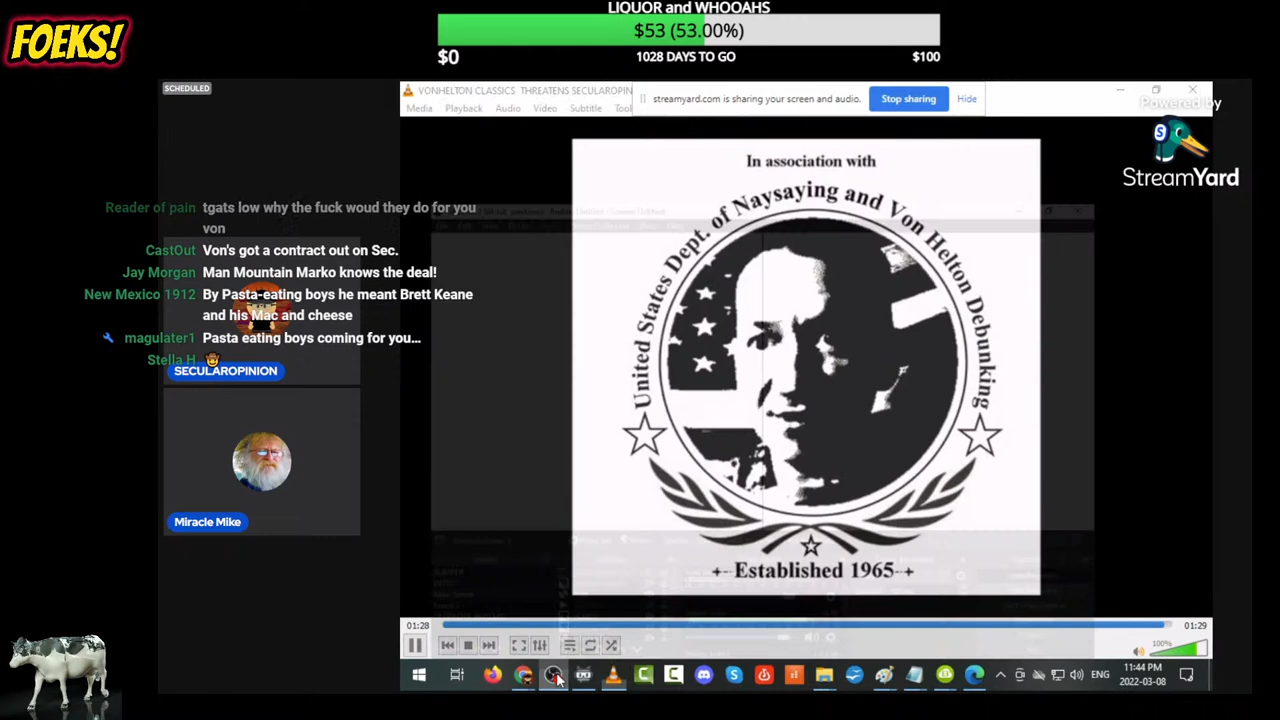 LIQUOR and WHOOAHS
FOEKS!
$53 (53.00%)
$0
1028 DAYS TO GO
$100
SCHEDULED
VONHELTON CLASSICS THREATENS SECULAROPIN
streamyard.com is sharing your screen and audio.
Stop sharing
Hide
Media Playback Audio Video Subtitle Tool
Powered by
StreamYard
In association with
United States Dept. of Naysaying and Von Helton Debunking
Established 1965
Reader of pain tgats low why the fuck woud they do for you
von
CastOut Von's got a contract out on Sec.
Jay Morgan Man Mountain Marko knows the deal!
New Mexico 1912 By Pasta-eating boys he meant Brett Keane
and his Mac and cheese
magulater1 Pasta eating boys coming for you...
Stella H
SECULAROPINION
Miracle Mike
01:28
01:29
100%
ENG
11:44 PM
2022-03-08